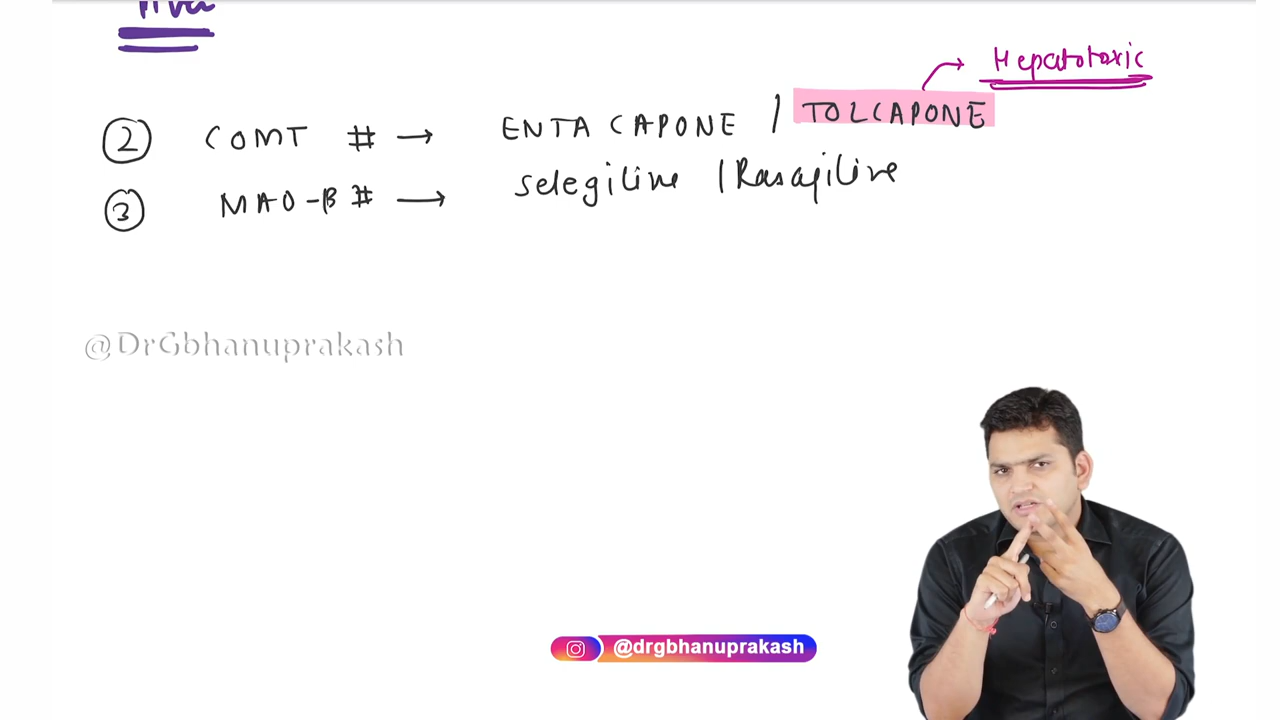 Hepatotoxic
② COMT # → ENTACAPONE / TOLCAPONE
③ MAO-B # → Selegiline / Rasagiline
@DrGbhanuprakash
@drgbhanuprakash